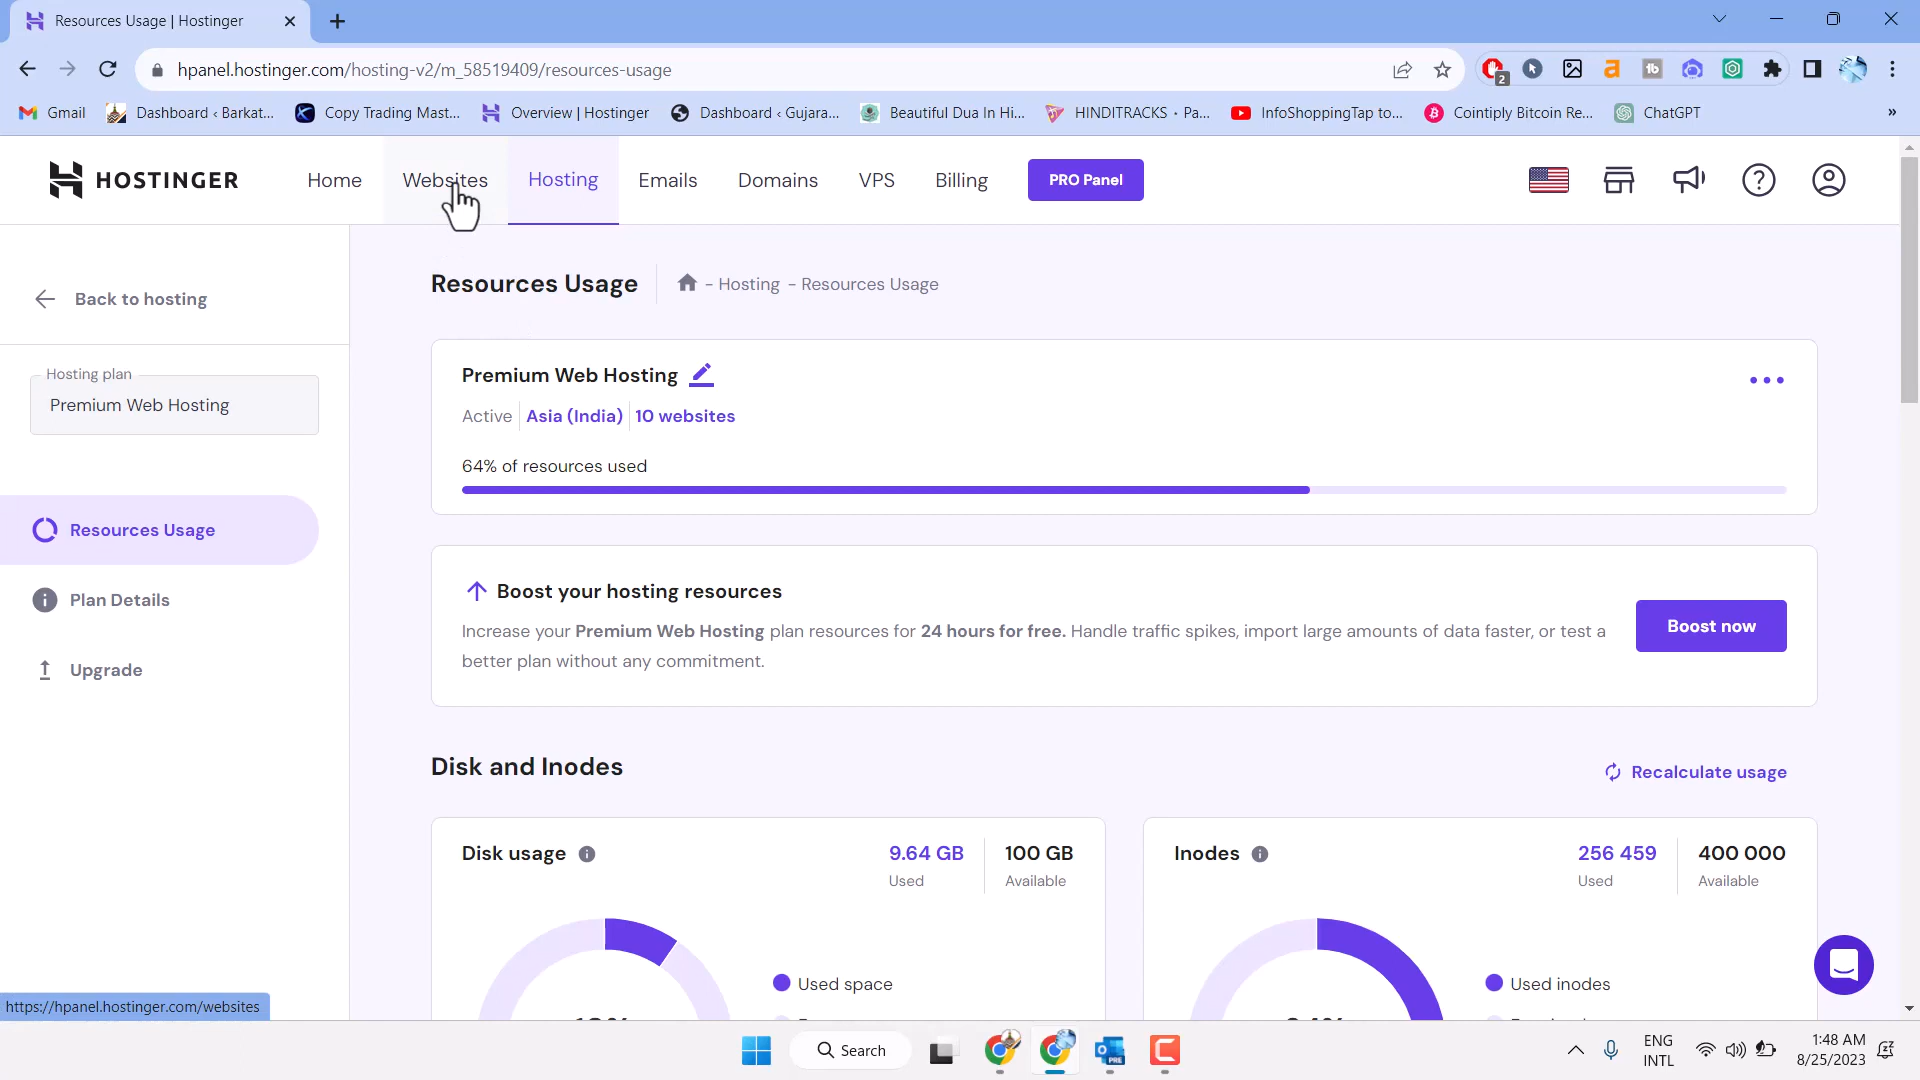 Resources Usage | Hostinger
hpanel.hostinger.com/hosting-v2/m_58519409/resources-usage
2
Gmail
Dashboard ‹ Barkat...
Copy Trading Mast...
Overview | Hostinger
Dashboard ‹ Gujara...
Beautiful Dua In Hi...
HINDITRACKS • Pa...
InfoShoppingTap to...
Cointiply Bitcoin Re...
ChatGPT
»
HOSTINGER
Home
Websites
Hosting
Emails
Domains
VPS
Billing
PRO Panel
Back to hosting
Hosting plan
Premium Web Hosting
Resources Usage
Plan Details
Upgrade
Resources Usage
- Hosting - Resources Usage
Premium Web Hosting
Active
Asia (India)
10 websites
64% of resources used
Boost your hosting resources
Increase your Premium Web Hosting plan resources for 24 hours for free. Handle traffic spikes, import large amounts of data faster, or test a
better plan without any commitment.
Boost now
Disk and Inodes
Recalculate usage
Disk usage
9.64 GB
Used
100 GB
Available
Used space
Inodes
256 459
Used
400 000
Available
Used inodes
https://hpanel.hostinger.com/websites
Search
PRE
ENG
INTL
1:48 AM
8/25/2023